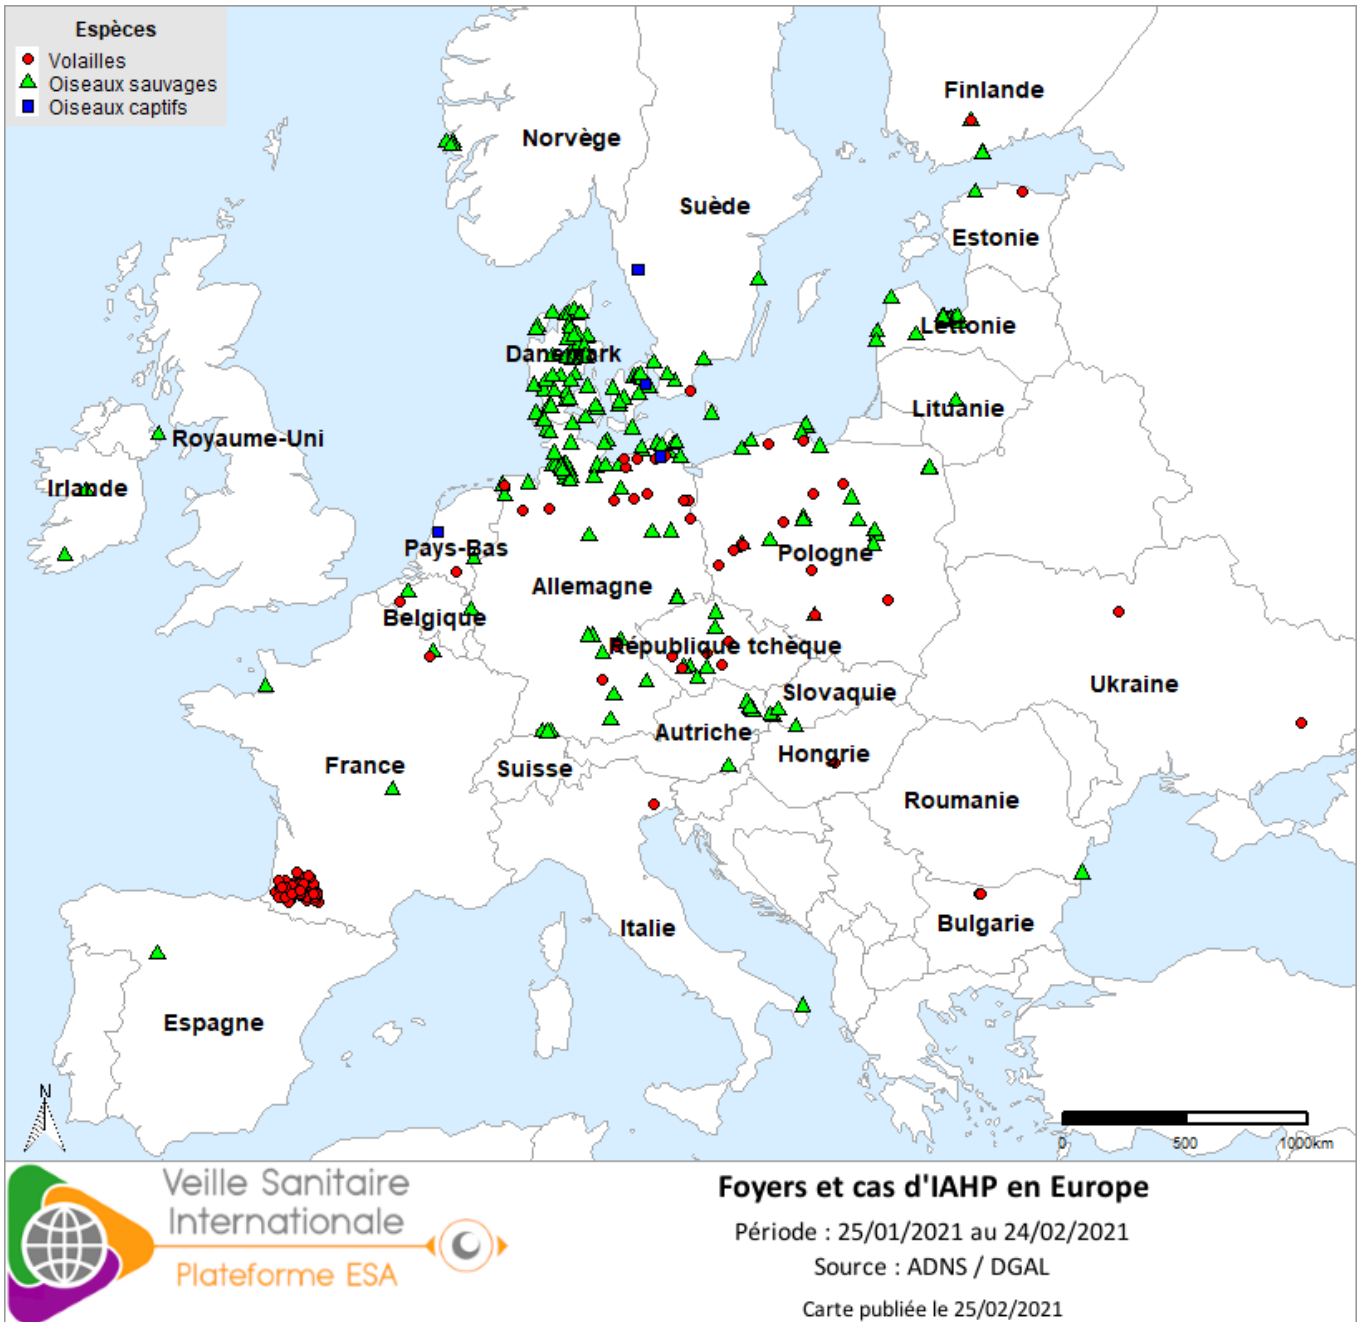 Espèces
Volailles
Oiseaux sauvages
Oiseaux captifs
Finlande
Norvège
Suède
Estonie
Lettonie
Danemark
Lituanie
Royaume-Uni
Irlande
Pays-Bas
Pologne
Allemagne
Belgique
République tchèque
Slovaquie
Ukraine
Autriche
Hongrie
France
Suisse
Roumanie
Italie
Bulgarie
Espagne
N
0 500 1000km
Veille Sanitaire
Internationale
Plateforme ESA
Foyers et cas d'IAHP en Europe
Période : 25/01/2021 au 24/02/2021
Source : ADNS / DGAL
Carte publiée le 25/02/2021